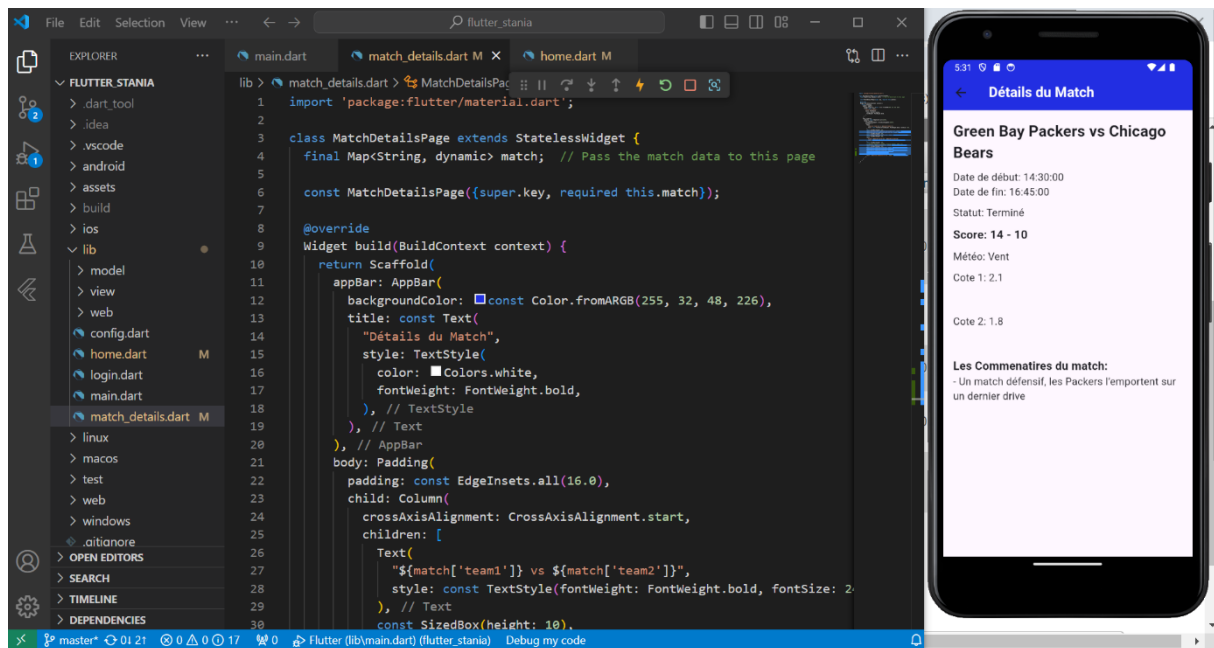 File Edit Selection View ··· flutter_stania
EXPLORER ···
FLUTTER_STANIA
.dart_tool
.idea
.vscode
android
assets
build
ios
lib
model
view
web
config.dart
home.dart M
login.dart
main.dart
match_details.dart M
linux
macos
test
web
windows
.gitignore
OPEN EDITORS
SEARCH
TIMELINE
DEPENDENCIES
2
1
main.dart match_details.dart M home.dart M
lib > match_details.dart > MatchDetailsPag
1 import 'package:flutter/material.dart';
2
3 class MatchDetailsPage extends StatelessWidget {
4 final Map<String, dynamic> match; // Pass the match data to this page
5
6 const MatchDetailsPage({super.key, required this.match});
7
8 @override
9 Widget build(BuildContext context) {
10 return Scaffold(
11 appBar: AppBar(
12 backgroundColor: const Color.fromARGB(255, 32, 48, 226),
13 title: const Text(
14 "Détails du Match",
15 style: TextStyle(
16 color: Colors.white,
17 fontWeight: FontWeight.bold,
18 ), // TextStyle
19 ), // Text
20 ), // AppBar
21 body: Padding(
22 padding: const EdgeInsets.all(16.0),
23 child: Column(
24 crossAxisAlignment: CrossAxisAlignment.start,
25 children: [
26 Text(
27 "${match['team1']} vs ${match['team2']}",
28 style: const TextStyle(fontWeight: FontWeight.bold, fontSize: 2
29 ), // Text
30 const SizedBox(height: 10),
master* 0↓ 2↑ 0 0 17 0 Flutter (lib\main.dart) (flutter_stania) Debug my code
5:31
Détails du Match
Green Bay Packers vs Chicago
Bears
Date de début: 14:30:00
Date de fin: 16:45:00
Statut: Terminé
Score: 14 - 10
Météo: Vent
Cote 1: 2.1
Cote 2: 1.8
Les Commenatires du match:
- Un match défensif, les Packers l'emportent sur
un dernier drive